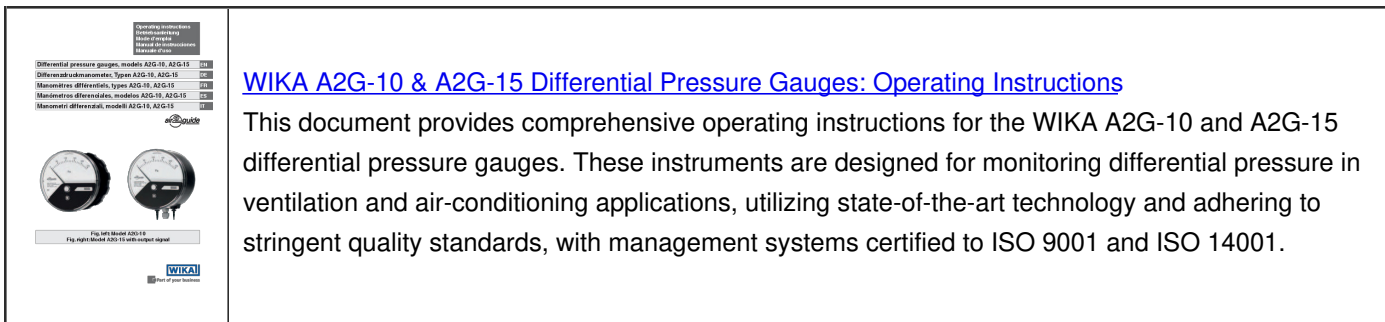 Operating instructions
Betriebsanleitung
Mode d'emploi
Manual de instrucciones
Manuale d'uso
Differential pressure gauges, models A2G-10, A2G-15 EN
Differenzdruckmanometer, Typen A2G-10, A2G-15 DE
Manomètres différentiels, types A2G-10, A2G-15 FR
Manómetros diferenciales, modelos A2G-10, A2G-15 ES
Manometri differenziali, modelli A2G-10, A2G-15 IT
air2guide
Fig. left: Model A2G-10
Fig. right: Model A2G-15 with output signal
WIKA
Part of your business
WIKA A2G-10 & A2G-15 Differential Pressure Gauges: Operating Instructions
This document provides comprehensive operating instructions for the WIKA A2G-10 and A2G-15
differential pressure gauges. These instruments are designed for monitoring differential pressure in
ventilation and air-conditioning applications, utilizing state-of-the-art technology and adhering to
stringent quality standards, with management systems certified to ISO 9001 and ISO 14001.